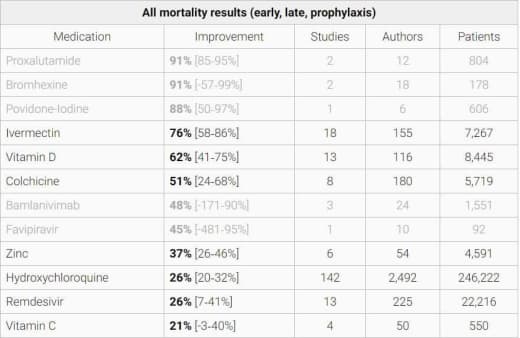 All mortality results (early, late, prophylaxis)
Medication Improvement Studies Authors Patients
Proxalutamide 91% [85-95%] 2 12 804
Bromhexine 91% [-57-99%] 2 18 178
Povidone-Iodine 88% [50-97%] 1 6 606
Ivermectin 76% [58-86%] 18 155 7,267
Vitamin D 62% [41-75%] 13 116 8,445
Colchicine 51% [24-68%] 8 180 5,719
Bamlanivimab 48% [-171-90%] 3 24 1,551
Favipiravir 45% [-481-95%] 1 10 92
Zinc 37% [26-46%] 6 54 4,591
Hydroxychloroquine 26% [20-32%] 142 2,492 246,222
Remdesivir 26% [7-41%] 13 225 22,216
Vitamin C 21% [-3-40%] 4 50 550